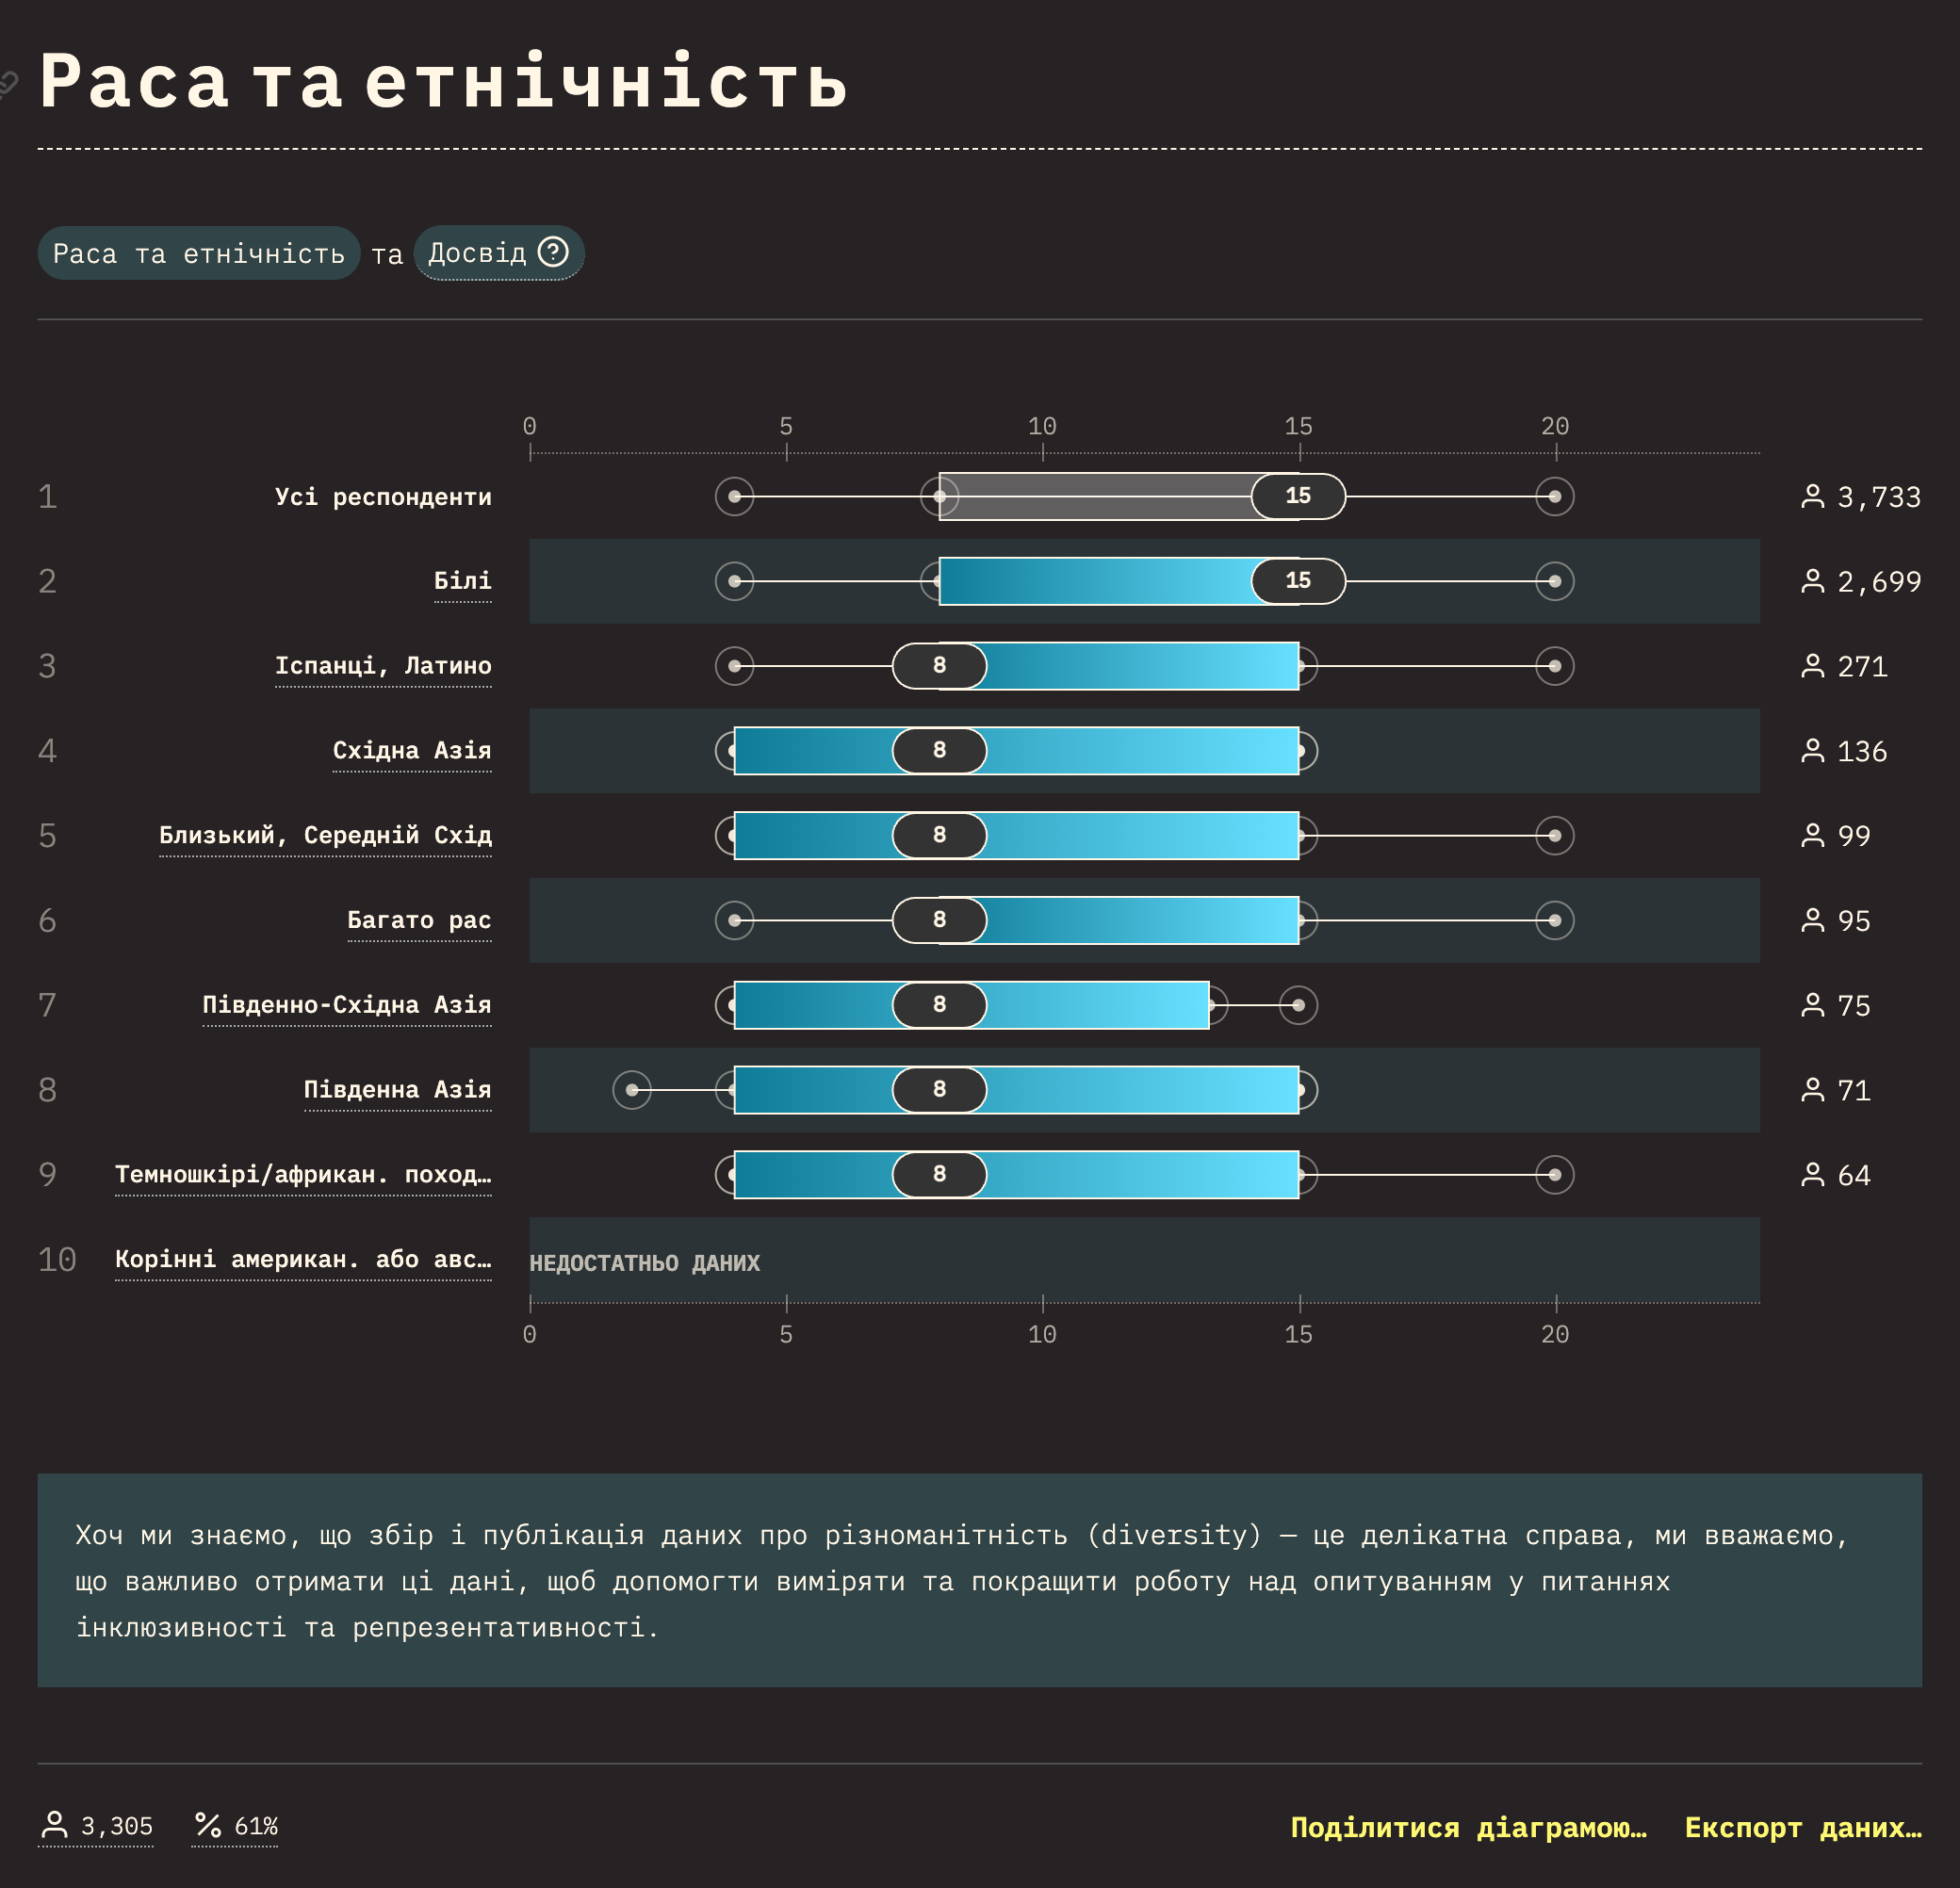 Раса та етнічність
Раса та етнічність та Досвід ?
0 5 10 15 20
1 Усі респонденти 15 3,733
2 Білі 15 2,699
3 Іспанці, Латино 8 271
4 Східна Азія 8 136
5 Близький, Середній Схід 8 99
6 Багато рас 8 95
7 Південно-Східна Азія 8 75
8 Південна Азія 8 71
9 Темношкірі/африкан. поход… 8 64
10 Корінні американ. або авс… НЕДОСТАТНЬО ДАНИХ
0 5 10 15 20
Хоч ми знаємо, що збір і публікація даних про різноманітність (diversity) — це делікатна справа, ми вважаємо,
що важливо отримати ці дані, щоб допомогти виміряти та покращити роботу над опитуванням у питаннях
інклюзивності та репрезентативності.
3,305 % 61% Поділитися діаграмою… Експорт даних…